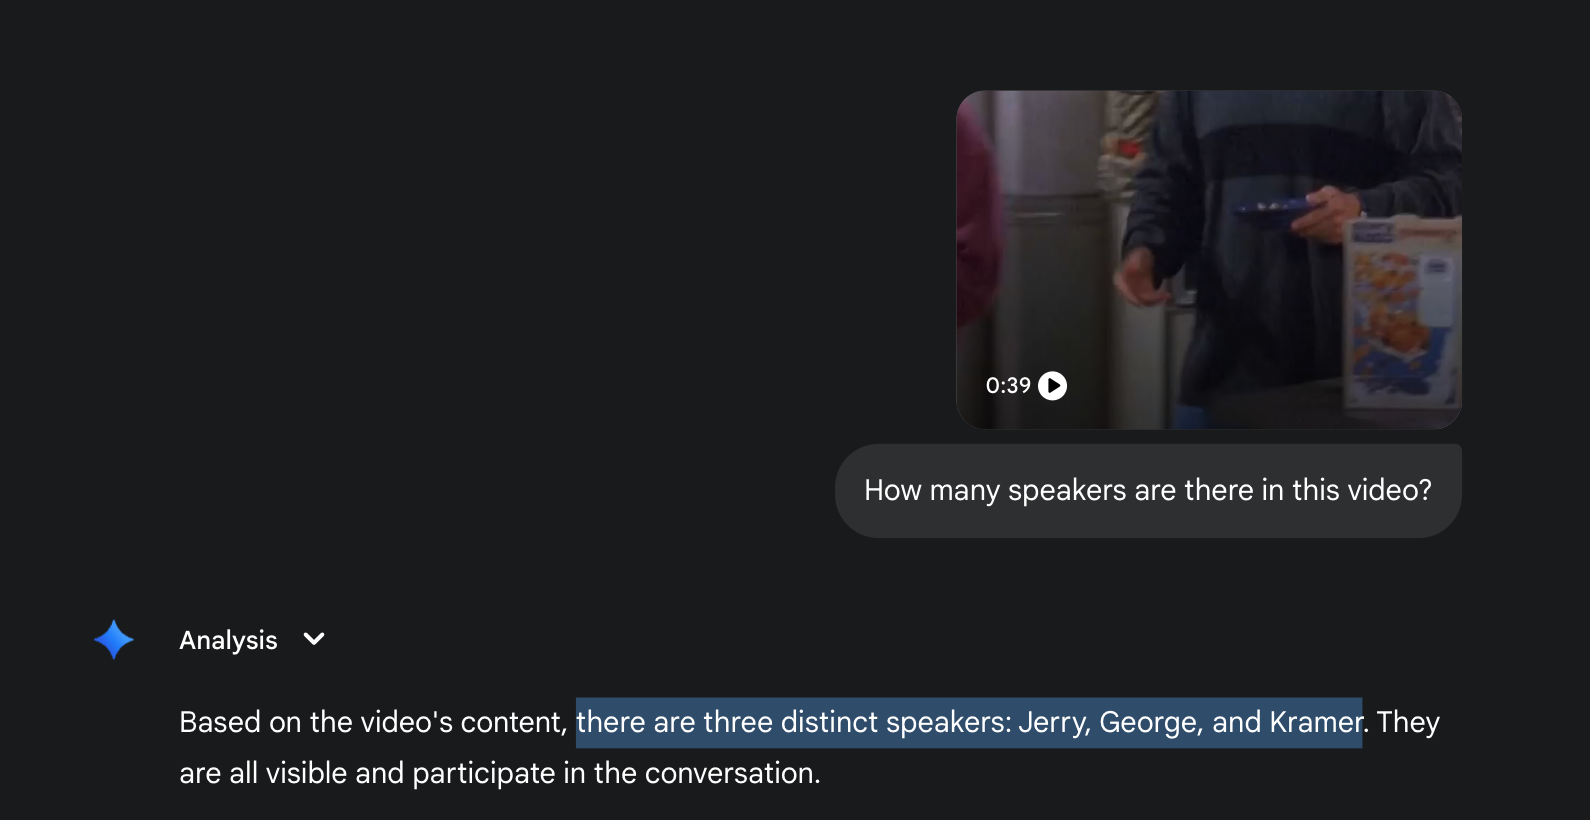 0:39
How many speakers are there in this video?
Analysis
Based on the video's content, there are three distinct speakers: Jerry, George, and Kramer. They
are all visible and participate in the conversation.